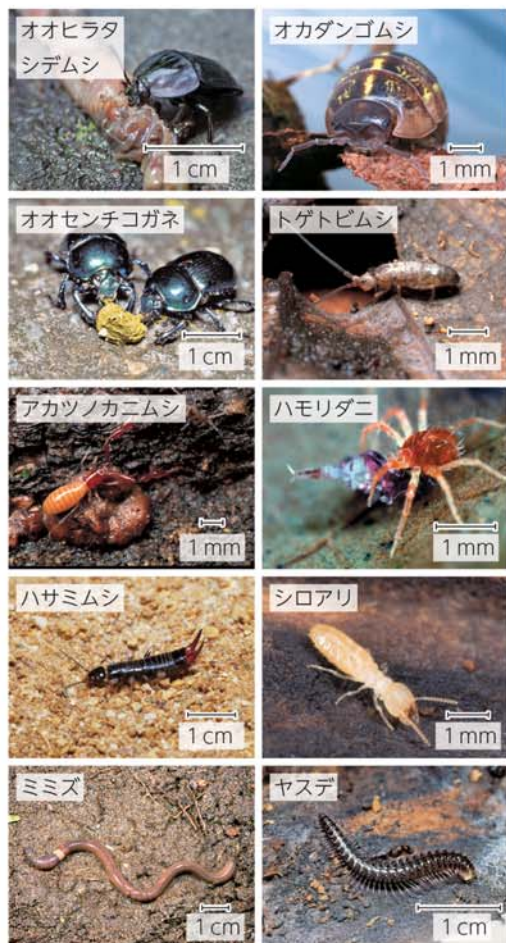 オオヒラタ
シデムシ
1 cm
オカダンゴムシ
1 mm
オオセンチコガネ
1 cm
トゲトビムシ
1 mm
アカツノカニムシ
1 mm
ハモリダニ
1 mm
ハサミムシ
1 cm
シロアリ
1 mm
ミミズ
1 cm
ヤスデ
1 cm